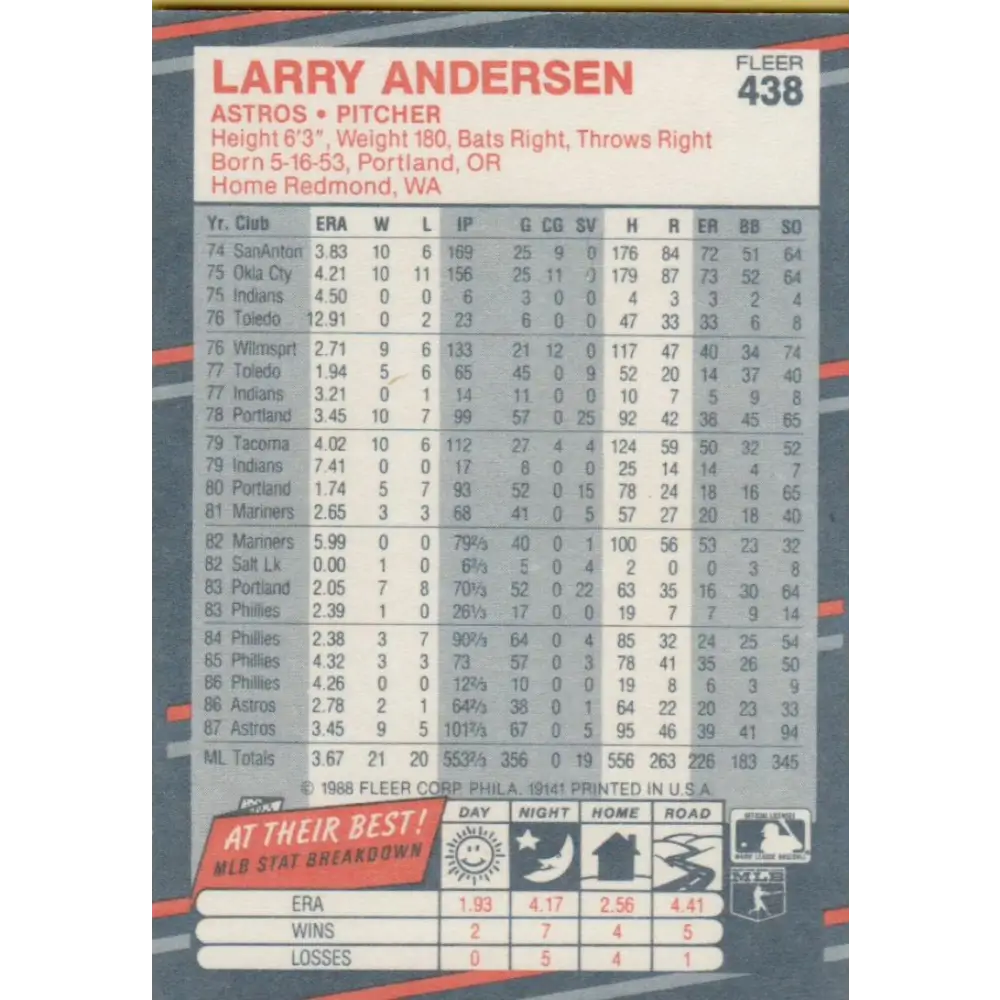 LARRY ANDERSEN
FLEER
438
ASTROS • PITCHER
Height 6'3", Weight 180, Bats Right, Throws Right
Born 5-16-53, Portland, OR
Home Redmond, WA
Yr. Club ERA W L IP G CG SV H R ER BB SO
74 SanAnton 3.83 10 6 169 25 9 0 176 84 72 51 64
75 Okla Cty 4.21 10 11 156 25 11 0 179 87 73 52 64
75 Indians 4.50 0 0 6 3 0 0 4 3 3 2 4
76 Toledo 12.91 0 2 23 6 0 0 47 33 33 6 8
76 Wilmsprt 2.71 9 6 133 21 12 0 117 47 40 34 74
77 Toledo 1.94 5 6 65 45 0 9 52 20 14 37 40
77 Indians 3.21 0 1 14 11 0 0 10 7 5 9 8
78 Portland 3.45 10 7 99 57 0 25 92 42 38 45 65
79 Tacoma 4.02 10 6 112 27 4 4 124 59 50 32 52
79 Indians 7.41 0 0 17 8 0 0 25 14 14 4 7
80 Portland 1.74 5 7 93 52 0 15 78 24 18 16 65
81 Mariners 2.65 3 3 68 41 0 5 57 27 20 18 40
82 Mariners 5.99 0 0 79⅔ 40 0 1 100 56 53 23 32
82 Salt Lk 0.00 1 0 6⅔ 5 0 4 2 0 0 3 8
83 Portland 2.05 7 8 70⅓ 52 0 22 63 35 16 30 64
83 Phillies 2.39 1 0 26⅓ 17 0 0 19 7 7 9 14
84 Phillies 2.38 3 7 90⅔ 64 0 4 85 32 24 25 54
85 Phillies 4.32 3 3 73 57 0 3 78 41 35 26 50
86 Phillies 4.26 0 0 12⅔ 10 0 0 19 8 6 3 9
86 Astros 2.78 2 1 64⅔ 38 0 1 64 22 20 23 33
87 Astros 3.45 9 5 101⅔ 67 0 5 95 46 39 41 94
ML Totals 3.67 21 20 553⅔ 356 0 19 556 263 226 183 345
© 1988 FLEER CORP. PHILA. 19141 PRINTED IN U.S.A.
AT THEIR BEST!
MLB STAT BREAKDOWN
DAY NIGHT HOME ROAD
ERA 1.93 4.17 2.56 4.41
WINS 2 7 4 5
LOSSES 0 5 4 1
OFFICIAL LICENSEE
MAJOR LEAGUE BASEBALL
MLB